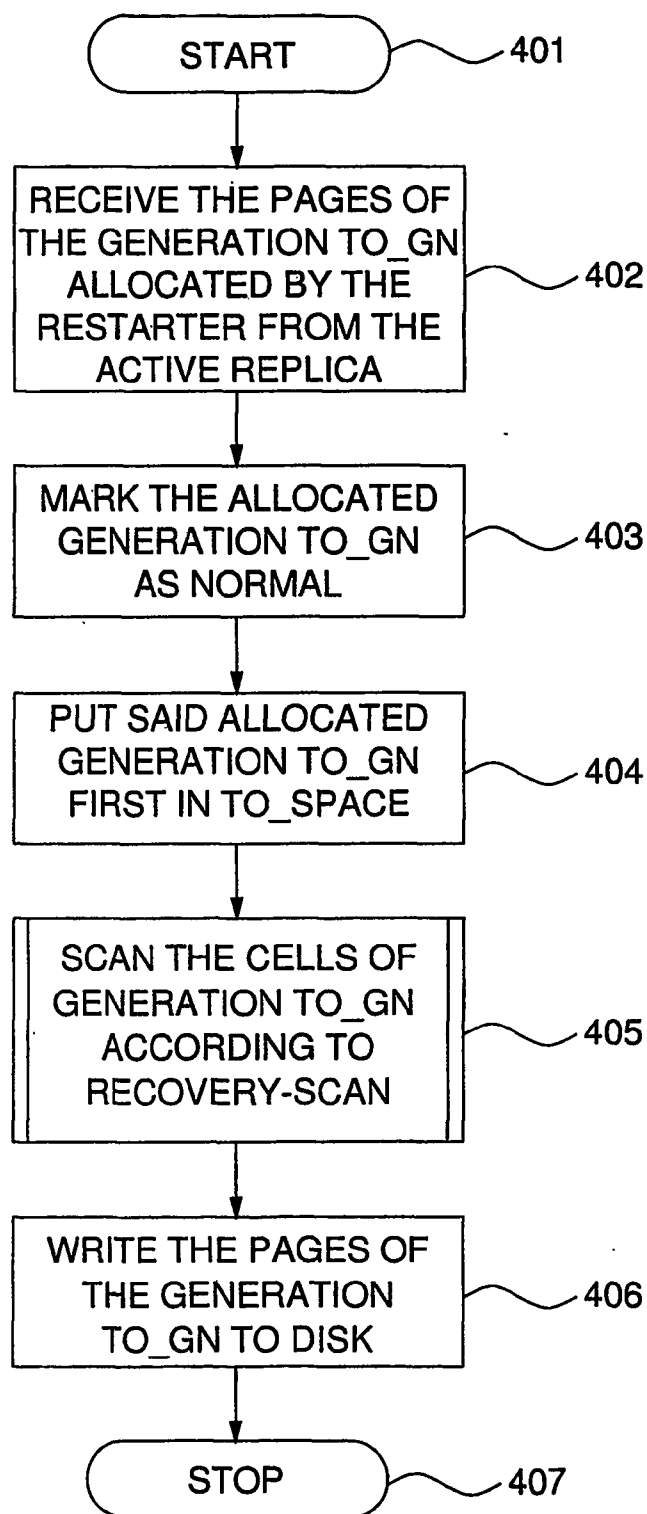 START
401
RECEIVE THE PAGES OF
THE GENERATION TO_GN
ALLOCATED BY THE
RESTARTER FROM THE
ACTIVE REPLICA
402
MARK THE ALLOCATED
GENERATION TO_GN
AS NORMAL
403
PUT SAID ALLOCATED
GENERATION TO_GN
FIRST IN TO_SPACE
404
SCAN THE CELLS OF
GENERATION TO_GN
ACCORDING TO
RECOVERY-SCAN
405
WRITE THE PAGES OF
THE GENERATION
TO_GN TO DISK
406
STOP
407